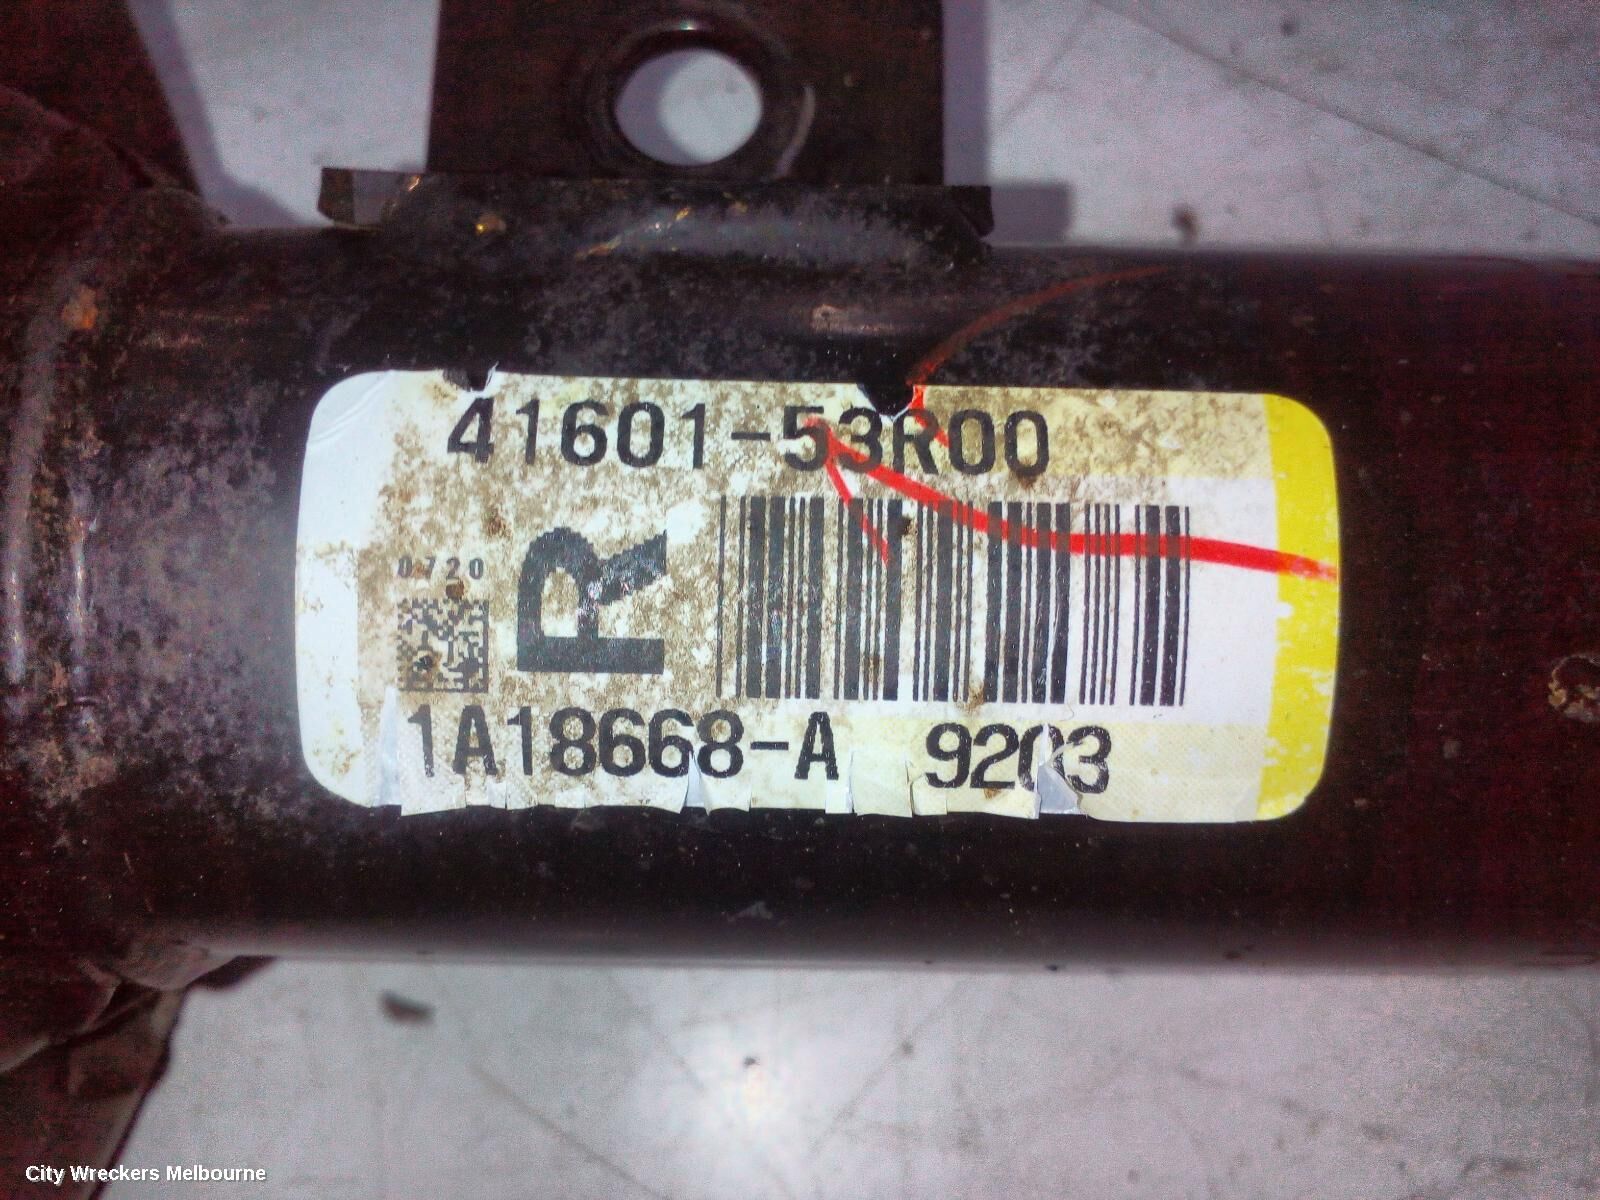 41601-53R00
0720
R
1A18668-A 9203
City Wreckers Melbourne